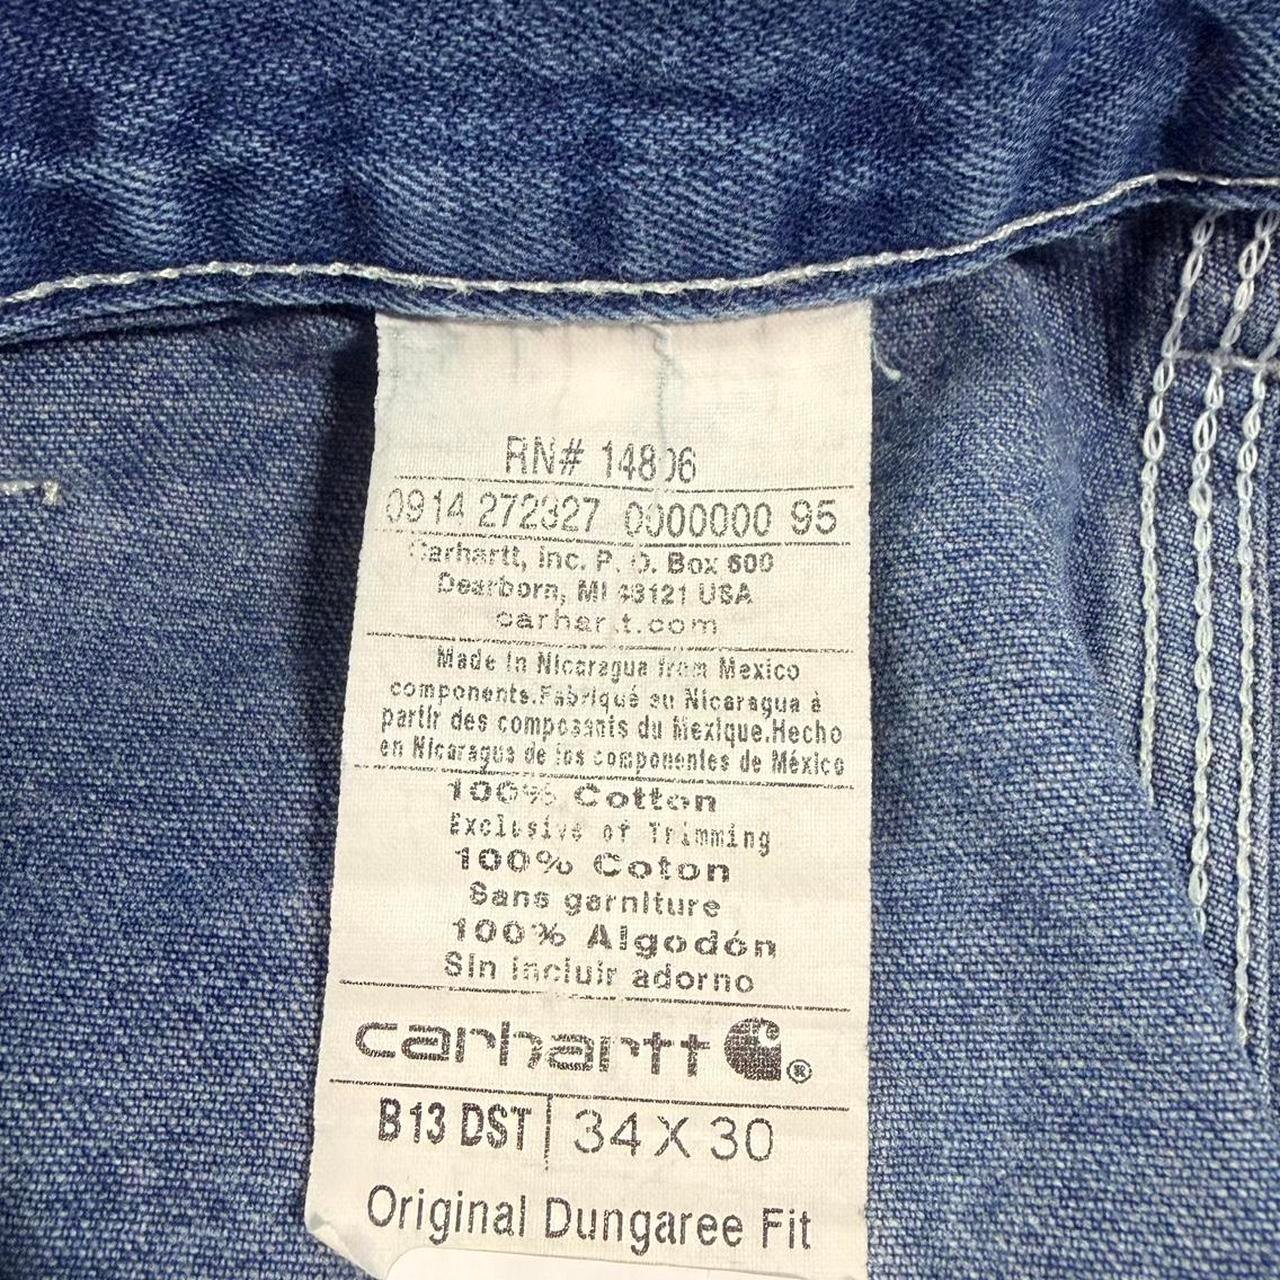 RN# 14806
0914 272327 0000000 95
Carhartt, Inc. P. O. Box 600
Dearborn, MI 48121 USA
carhartt.com
Made In Nicaragua from Mexico
components.Fabriqué au Nicaragua à
partir des composants du Mexique.Hecho
en Nicaragua de los componentes de México
100% Cotton
Exclusive of Trimming
100% Coton
Sans garniture
100% Algodón
Sin incluir adorno
carhartt ®
B13 DST | 34 X 30
Original Dungaree Fit